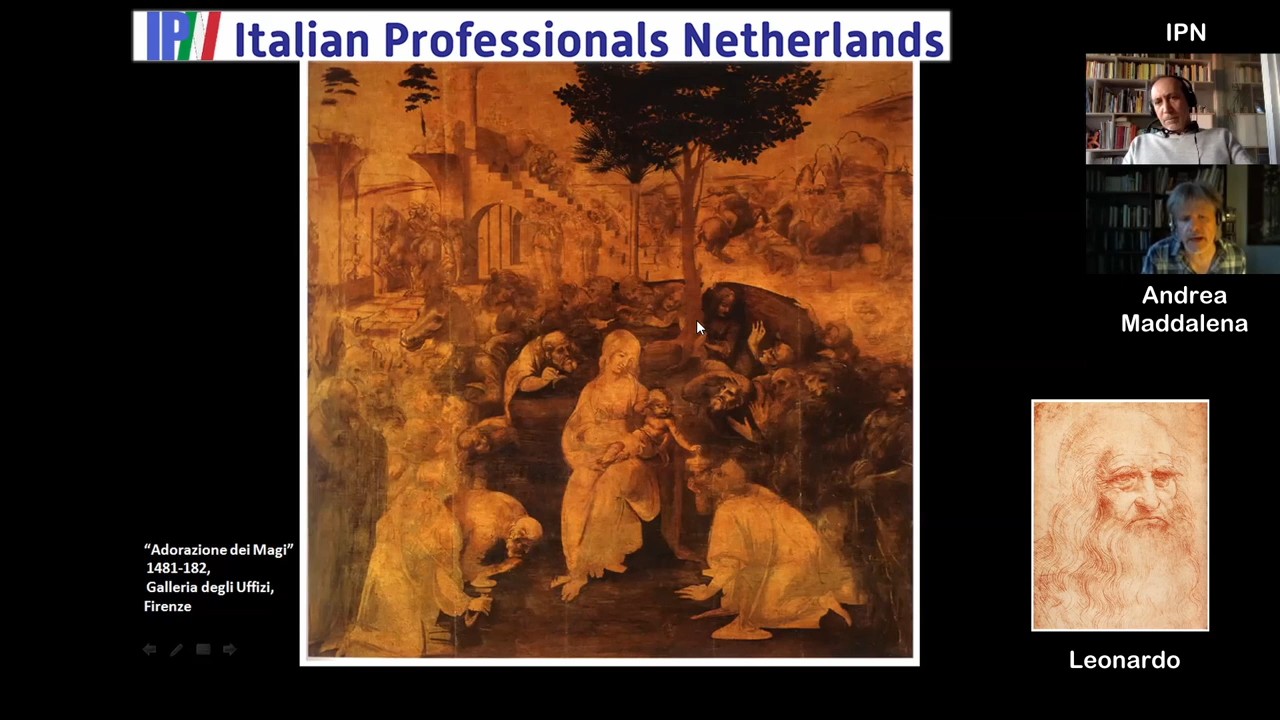 IPN Italian Professionals Netherlands
IPN
Andrea
Maddalena
“Adorazione dei Magi”
1481-182,
Galleria degli Uffizi,
Firenze
Leonardo